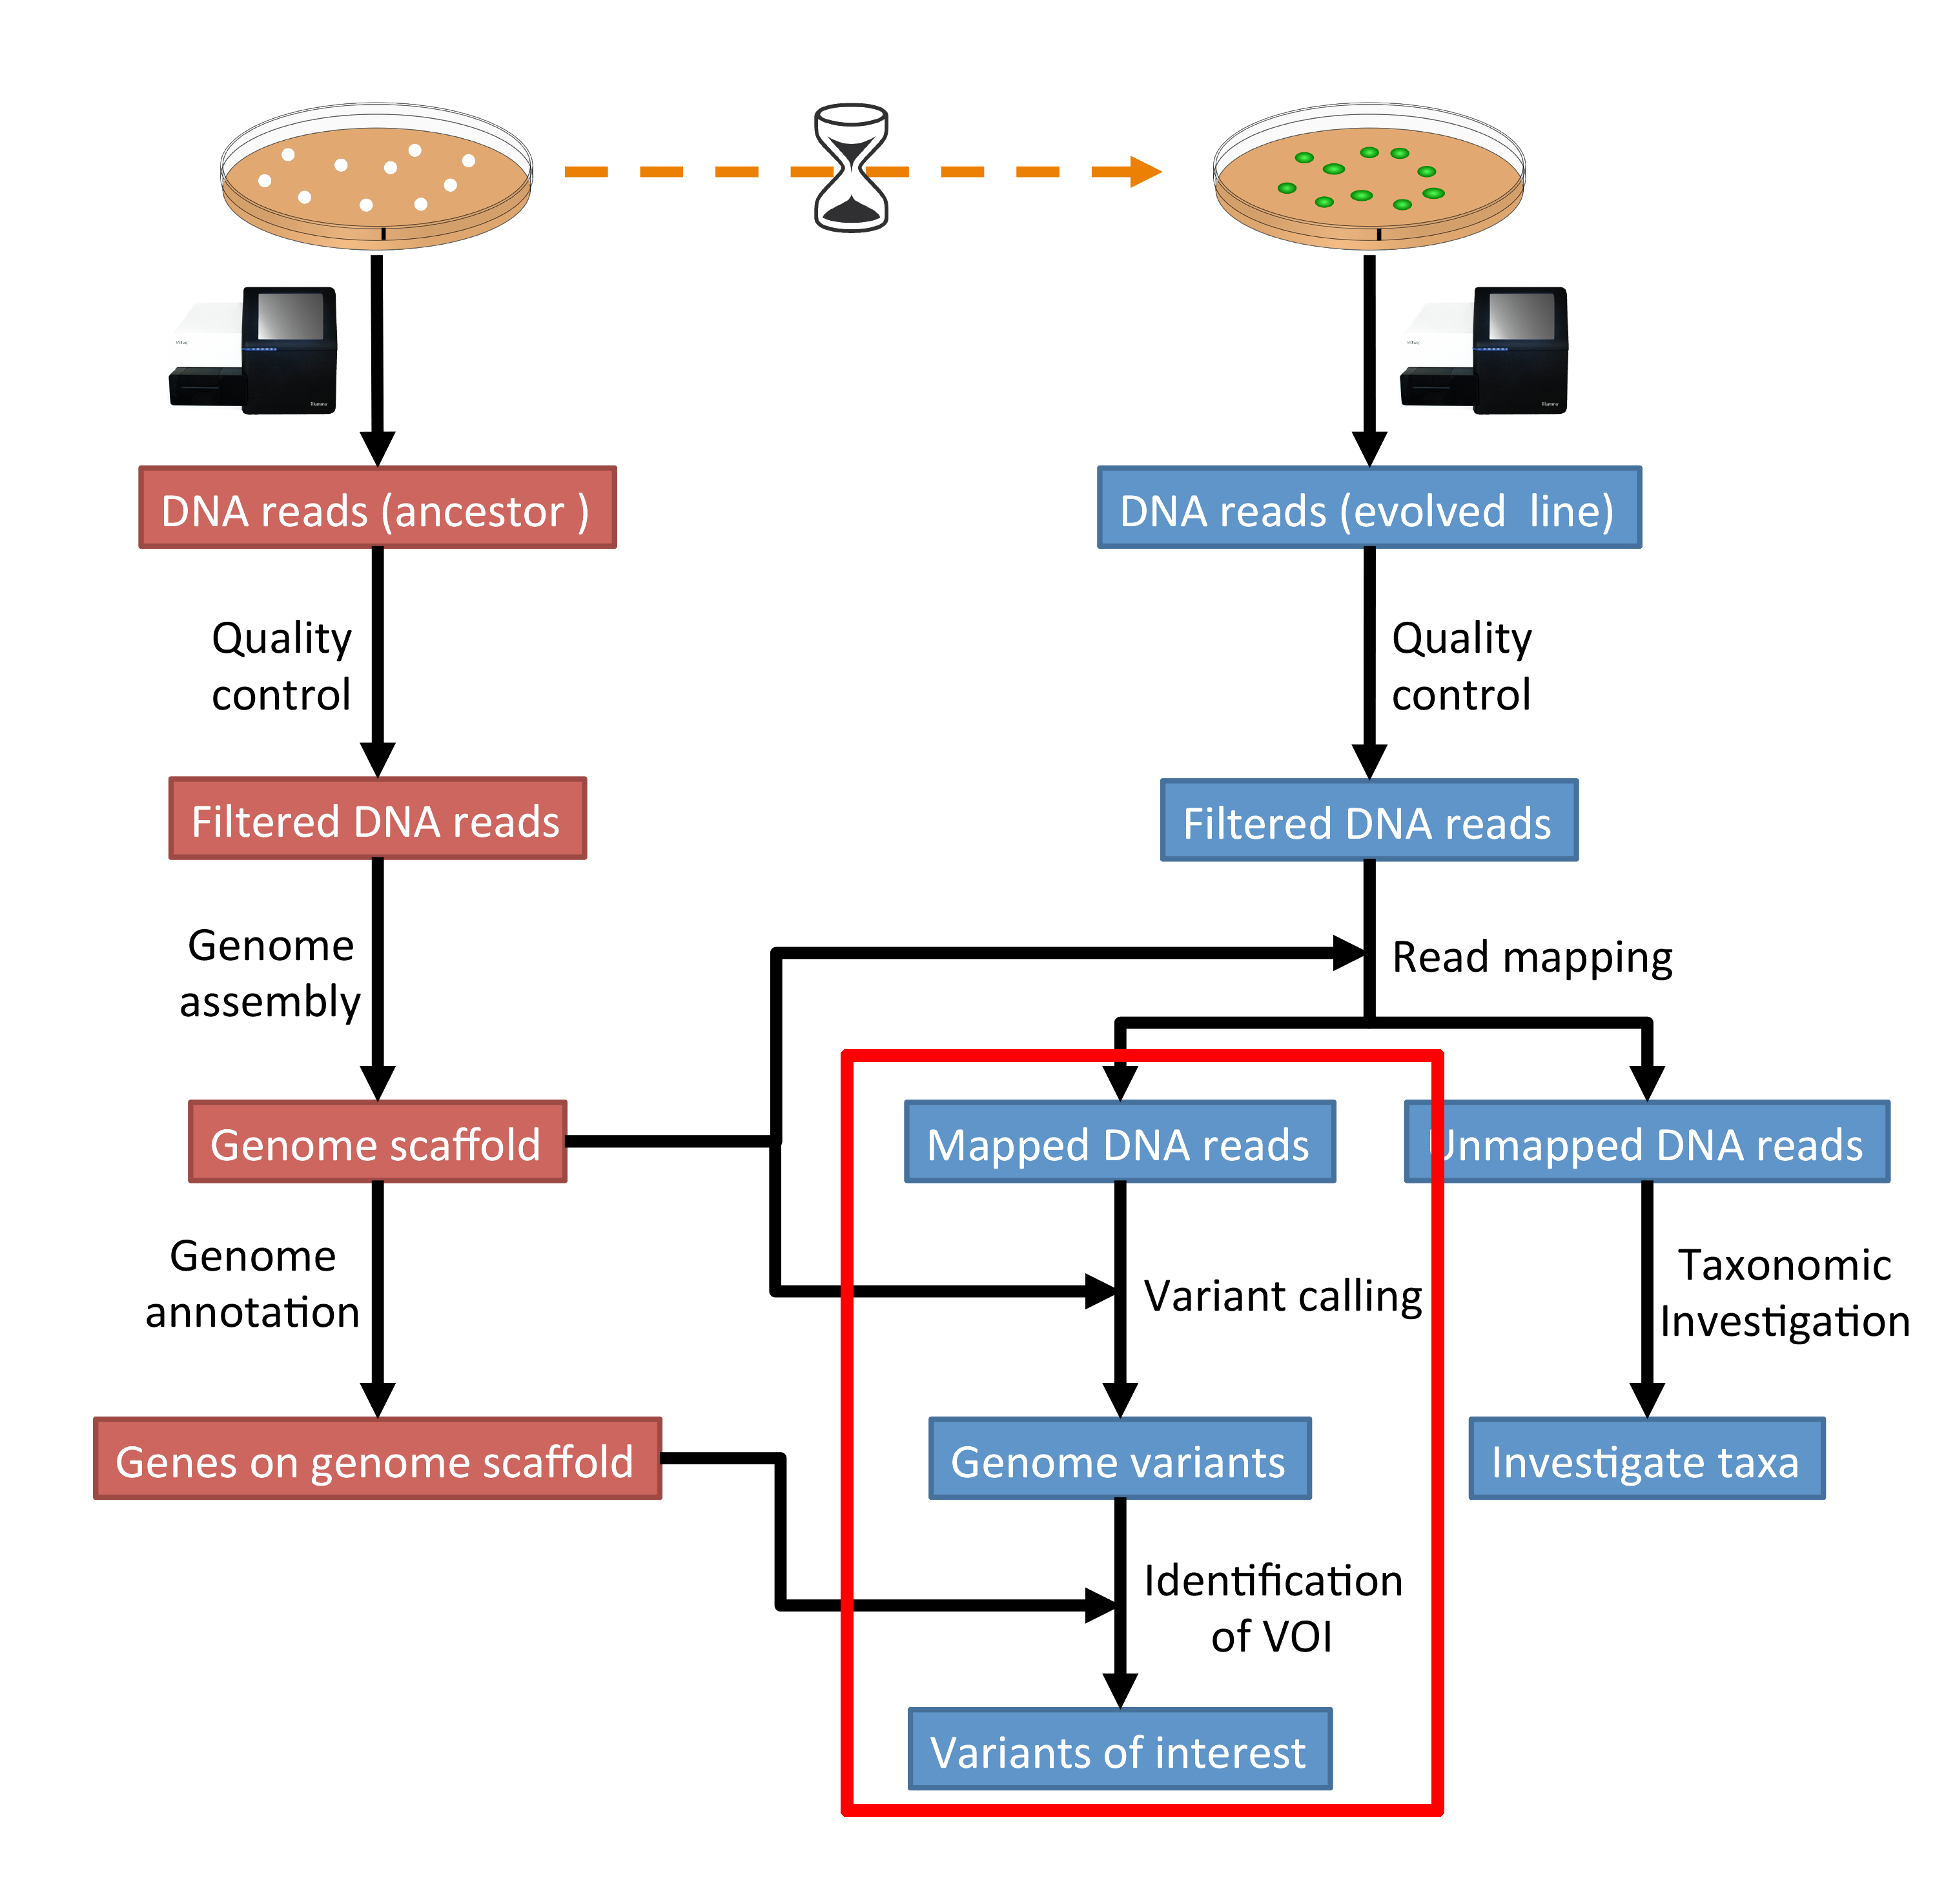 DNA reads (ancestor )
DNA reads (evolved  line)
Quality
control
Quality
control
Filtered DNA reads
Filtered DNA reads
Genome
assembly
Read mapping
Genome scaffold
Mapped DNA reads
Unmapped DNA reads
Genome
annotation
Variant calling
Taxonomic
Investigation
Genes on genome scaffold
Genome variants
Investigate taxa
Identification
of VOI
Variants of interest